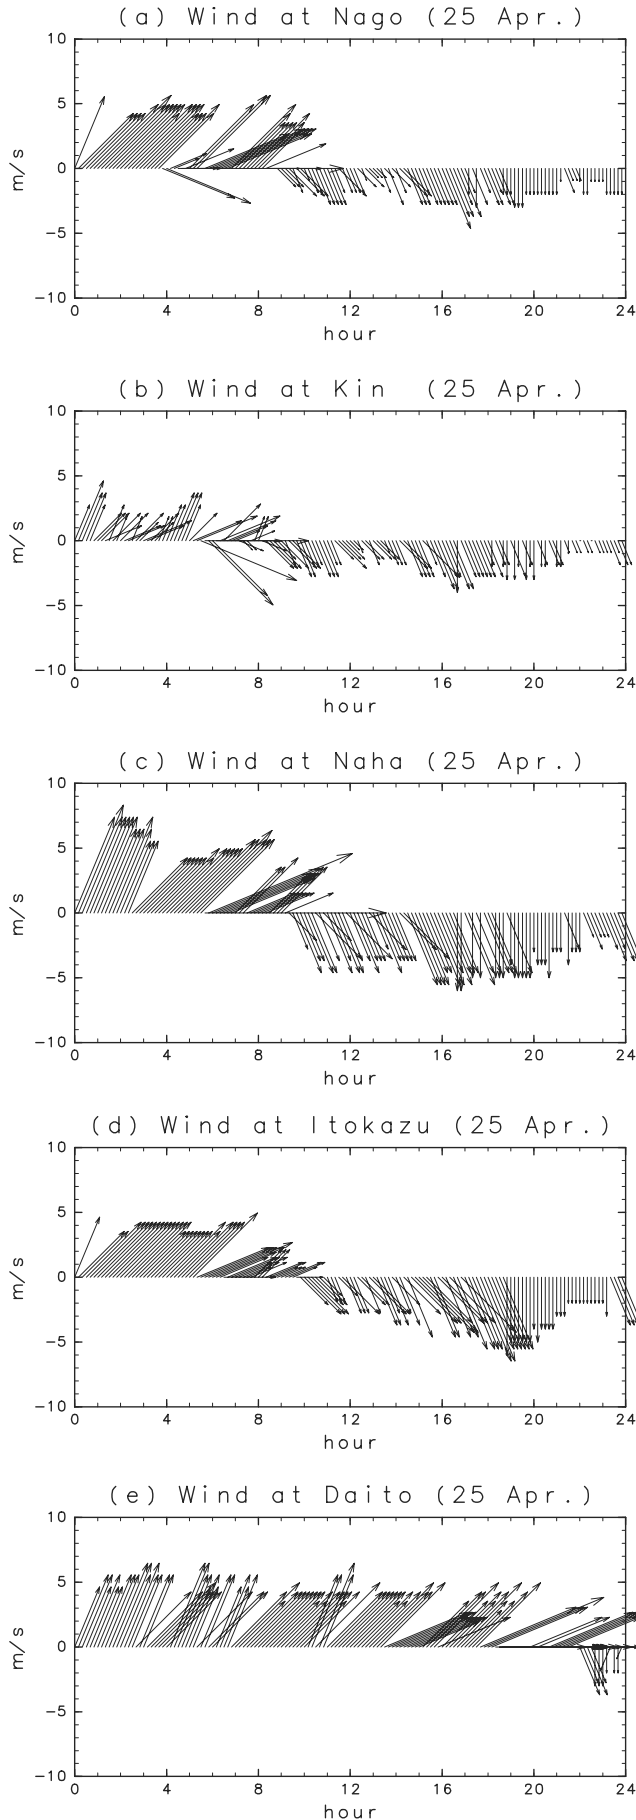 (a) Wind at Nago (25 Apr.)
10
5
0
−5
−10
m/s
0 4 8 12 16 20 24
hour
(b) Wind at Kin (25 Apr.)
10
5
0
−5
−10
m/s
0 4 8 12 16 20 24
hour
(c) Wind at Naha (25 Apr.)
10
5
0
−5
−10
m/s
0 4 8 12 16 20 24
hour
(d) Wind at Itokazu (25 Apr.)
10
5
0
−5
−10
m/s
0 4 8 12 16 20 24
hour
(e) Wind at Daito (25 Apr.)
10
5
0
−5
−10
m/s
0 4 8 12 16 20 24
hour